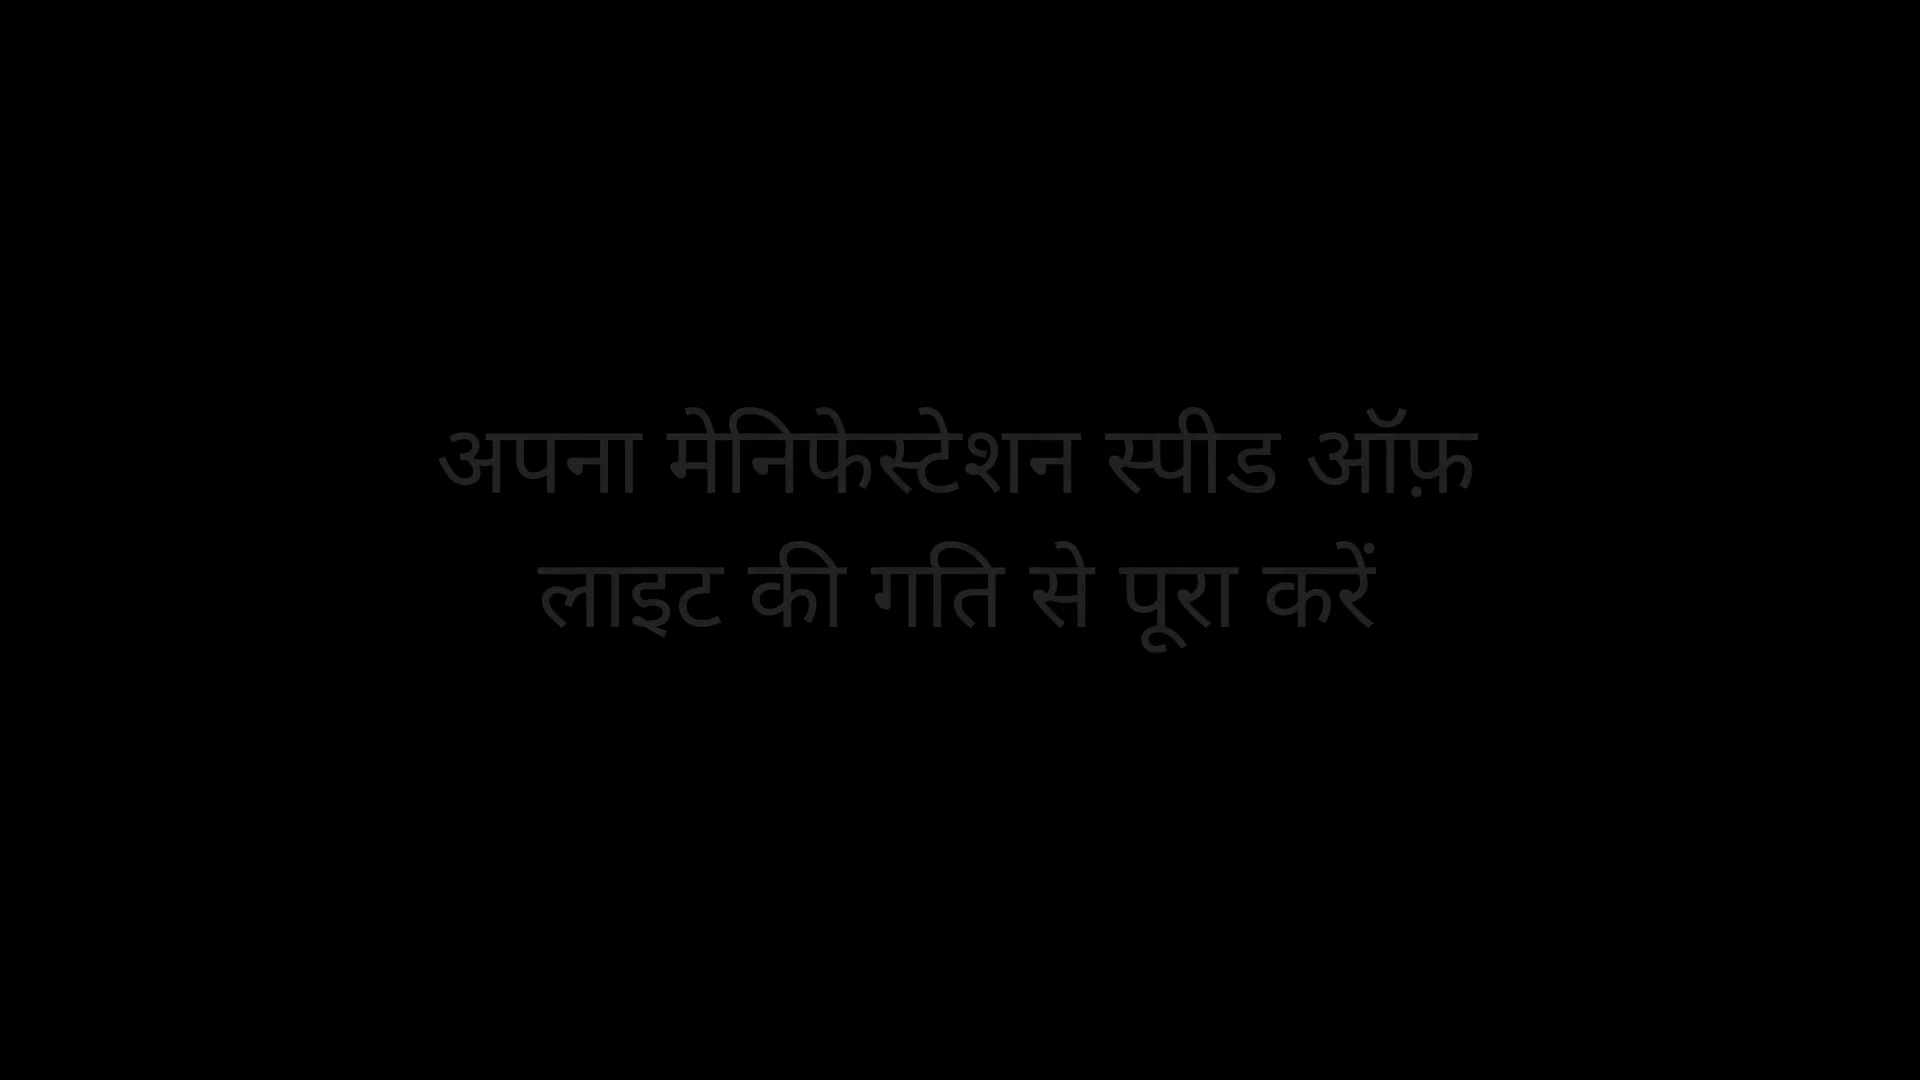 अपना मेनिफेस्टेशन स्पीड ऑफ़
लाइट की गति से पूरा करें